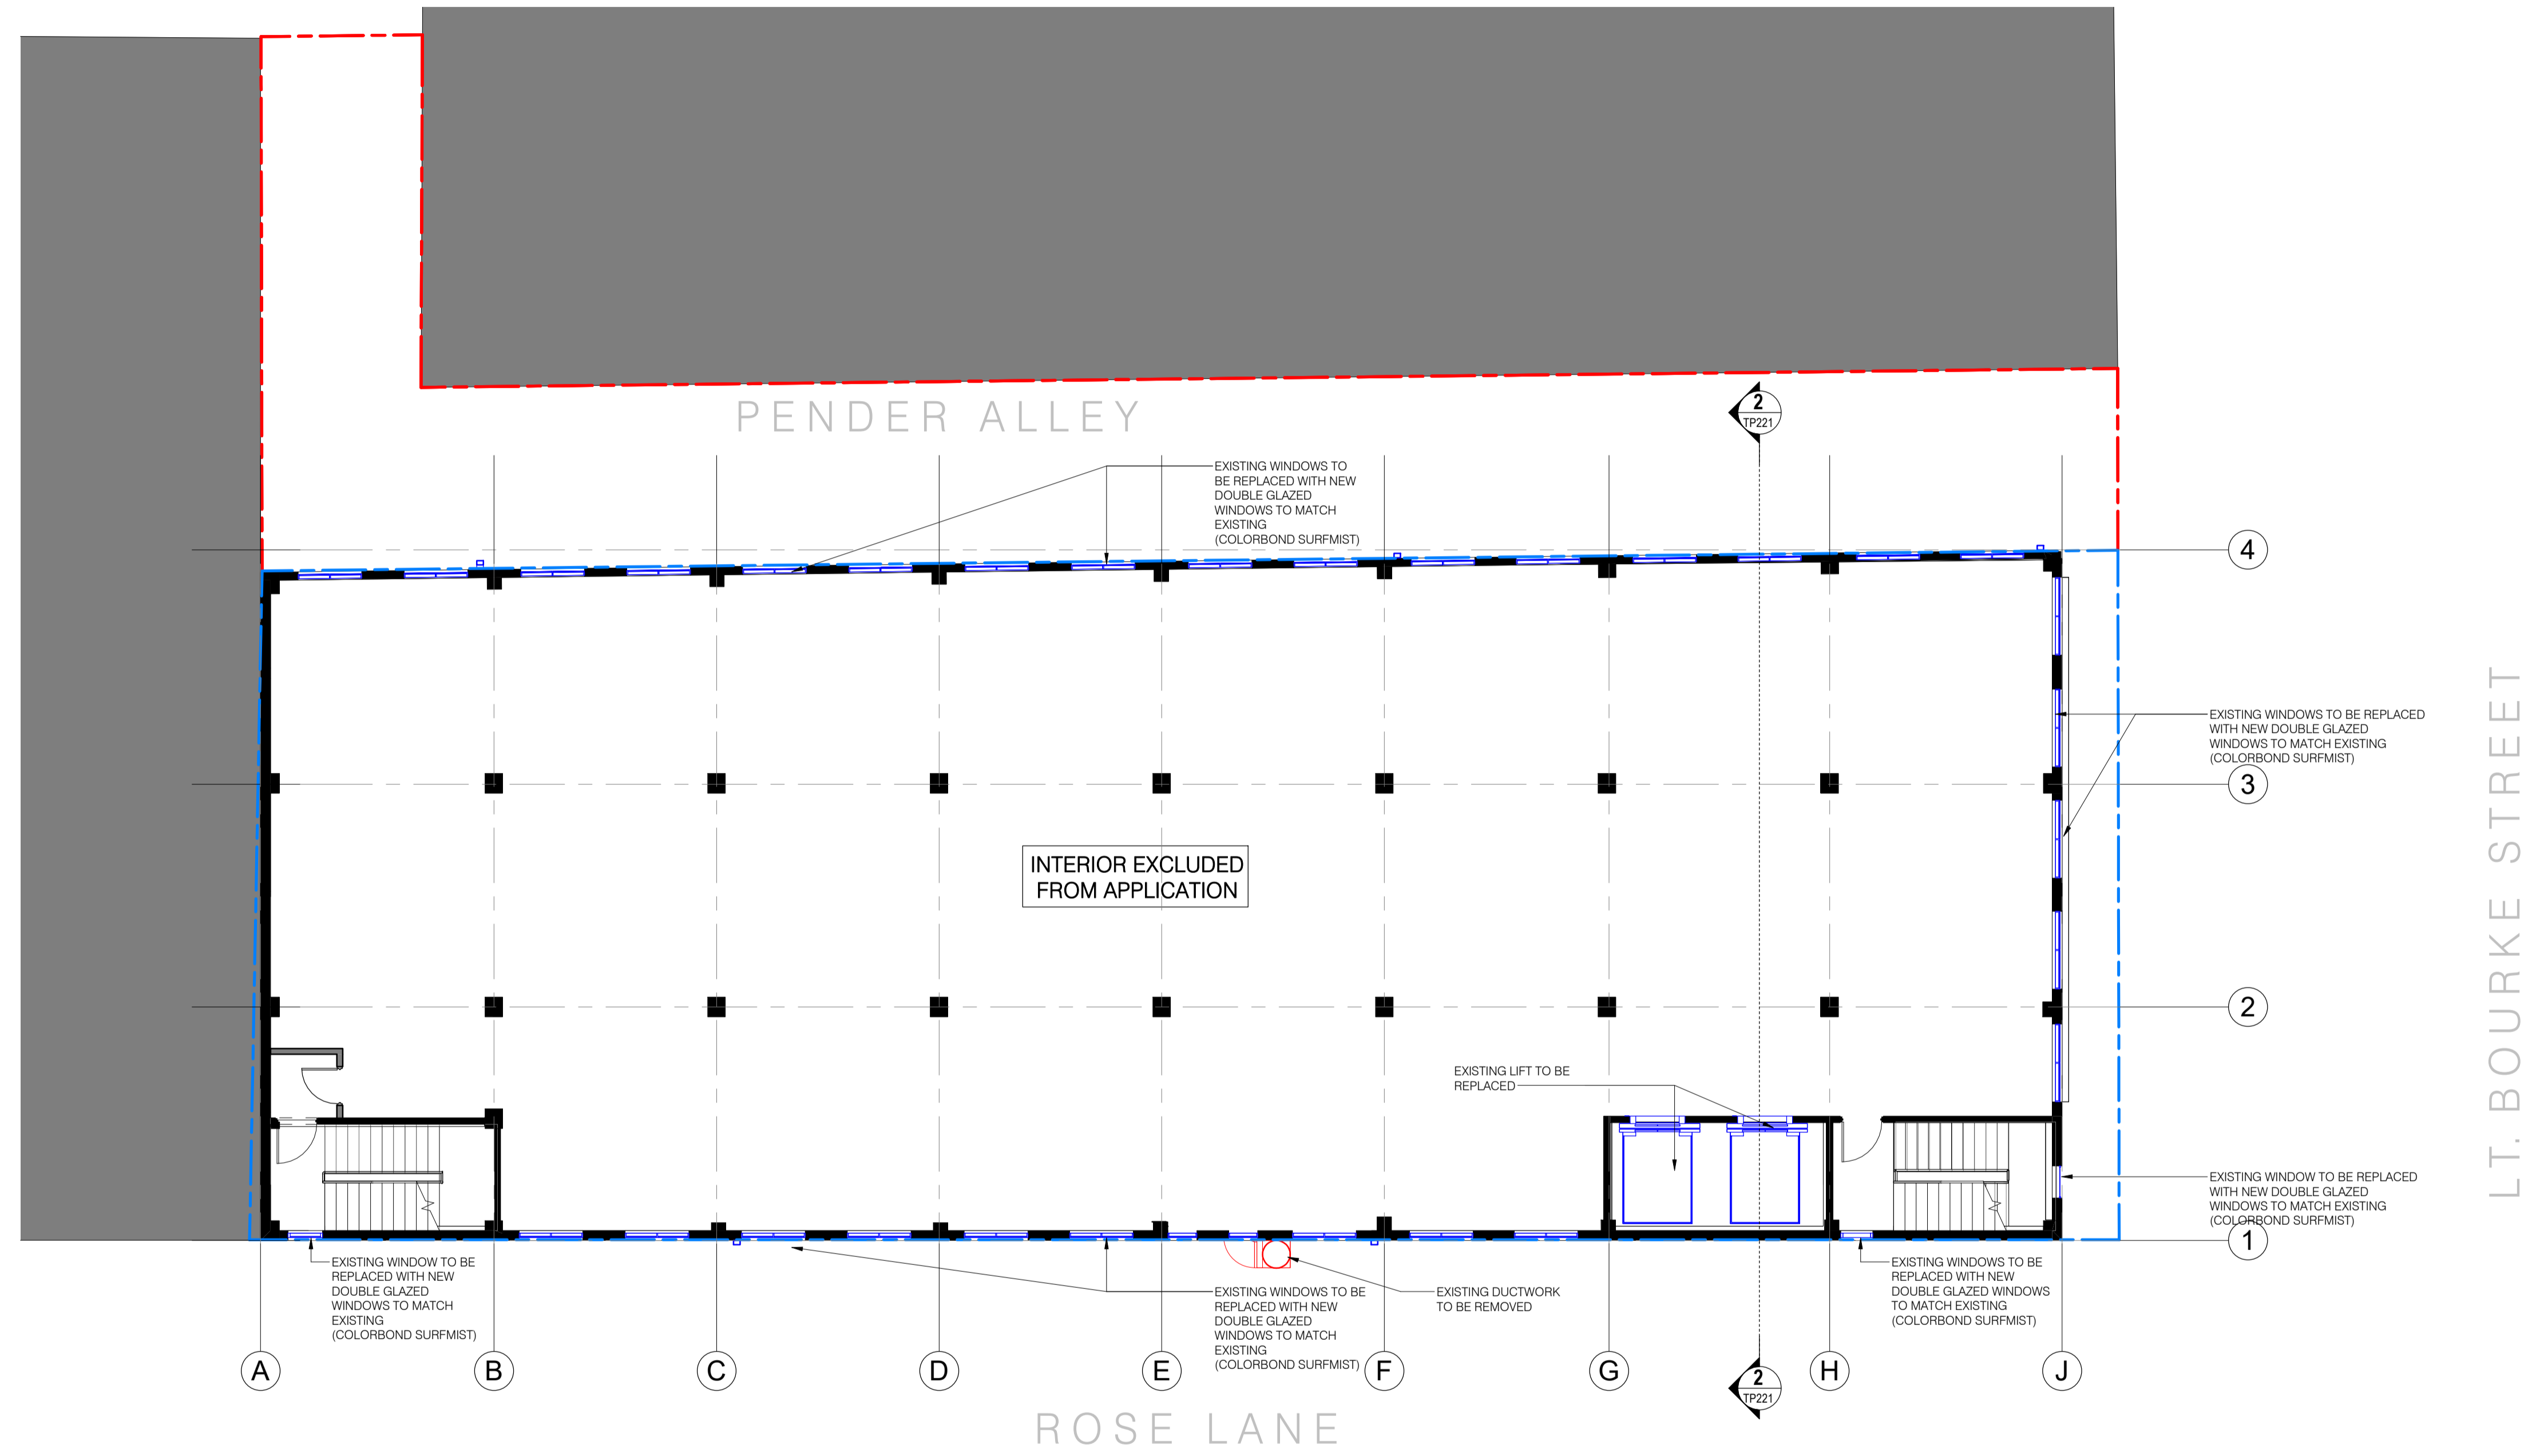 PENDER ALLEY
2
TP221
EXISTING WINDOWS TO
BE REPLACED WITH NEW
DOUBLE GLAZED
WINDOWS TO MATCH
EXISTING
(COLORBOND SURFMIST)
4
EXISTING WINDOWS TO BE REPLACED
WITH NEW DOUBLE GLAZED
WINDOWS TO MATCH EXISTING
(COLORBOND SURFMIST)
3
LT. BOURKE STREET
INTERIOR EXCLUDED
FROM APPLICATION
2
EXISTING LIFT TO BE
REPLACED
EXISTING WINDOW TO BE REPLACED
WITH NEW DOUBLE GLAZED
WINDOWS TO MATCH EXISTING
(COLORBOND SURFMIST)
1
EXISTING WINDOW TO BE
REPLACED WITH NEW
DOUBLE GLAZED
WINDOWS TO MATCH
EXISTING
(COLORBOND SURFMIST)
EXISTING WINDOWS TO BE
REPLACED WITH NEW
DOUBLE GLAZED
WINDOWS TO MATCH
EXISTING
(COLORBOND SURFMIST)
EXISTING DUCTWORK
TO BE REMOVED
EXISTING WINDOWS TO BE
REPLACED WITH NEW
DOUBLE GLAZED WINDOWS
TO MATCH EXISTING
(COLORBOND SURFMIST)
A
B
C
D
E
F
G
2
TP221
H
J
ROSE LANE